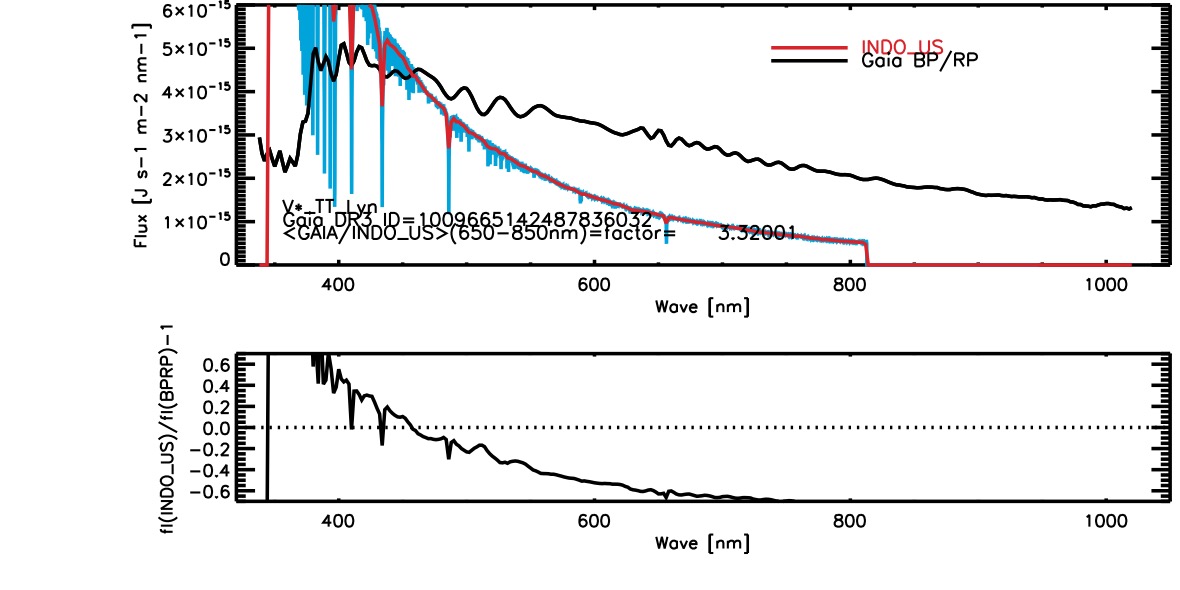 6×10⁻¹⁵
5×10⁻¹⁵
4×10⁻¹⁵
3×10⁻¹⁵
2×10⁻¹⁵
1×10⁻¹⁵
0
Flux [J s−1 m−2 nm−1]
INDO_US
Gaia BP/RP
V*_TT_Lyn
Gaia DR3 ID=1009665142487836032
<GAIA/INDO_US>(650−850nm)=factor= 3.32001
400 600 800 1000
Wave [nm]
fl(INDO_US)/fl(BPRP)−1
0.6
0.4
0.2
0.0
−0.2
−0.4
−0.6
400 600 800 1000
Wave [nm]